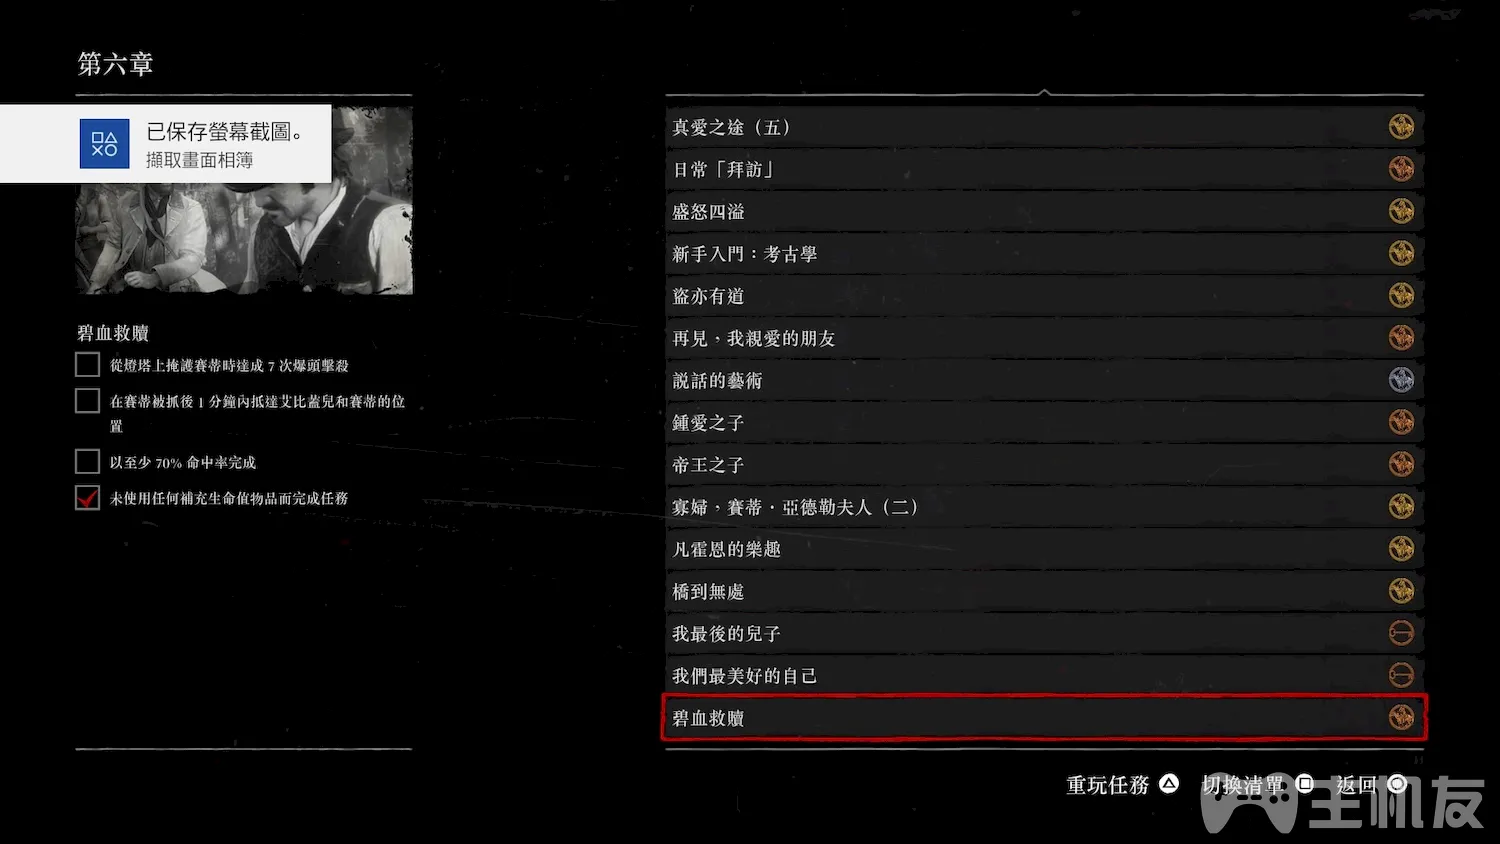 第六章
已保存螢幕截圖。
擷取畫面相簿
碧血救贖
從燈塔上掩護賽蒂時達成 7 次爆頭擊殺
在賽蒂被抓後 1 分鐘內抵達艾比蓋兒和賽蒂的位
置
以至少 70% 命中率完成
未使用任何補充生命值物品而完成任務
真愛之途（五）
日常「拜訪」
盛怒四溢
新手入門：考古學
盜亦有道
再見，我親愛的朋友
説話的藝術
鍾愛之子
帝王之子
寡婦，賽蒂・亞德勒夫人（二）
凡霍恩的樂趣
橋到無處
我最後的兒子
我們最美好的自己
碧血救贖
重玩任務 切換清單 返回
主机友